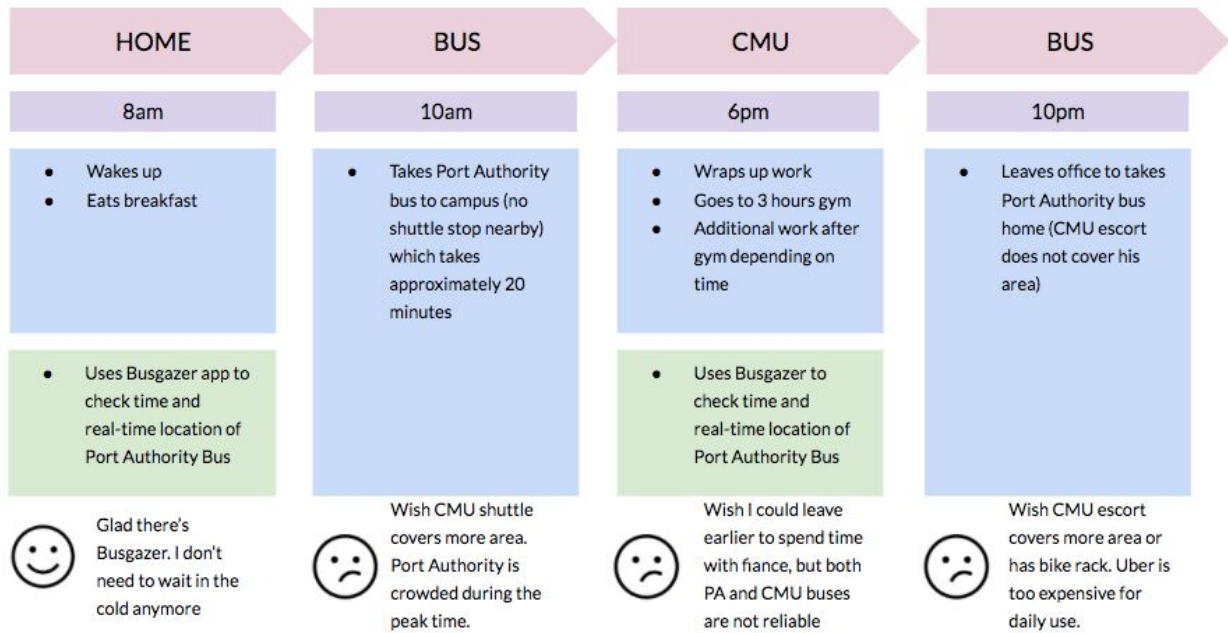 HOME
BUS
CMU
BUS
8am
10am
6pm
10pm
• Wakes up
• Eats breakfast
• Takes Port Authority
bus to campus (no
shuttle stop nearby)
which takes
approximately 20
minutes
• Wraps up work
• Goes to 3 hours gym
• Additional work after
gym depending on
time
• Leaves office to takes
Port Authority bus
home (CMU escort
does not cover his
area)
• Uses Busgazer app to
check time and
real-time location of
Port Authority Bus
• Uses Busgazer to
check time and
real-time location of
Port Authority Bus
Glad there's
Busgazer. I don't
need to wait in the
cold anymore
Wish CMU shuttle
covers more area.
Port Authority is
crowded during the
peak time.
Wish I could leave
earlier to spend time
with fiance, but both
PA and CMU buses
are not reliable
Wish CMU escort
covers more area or
has bike rack. Uber is
too expensive for
daily use.